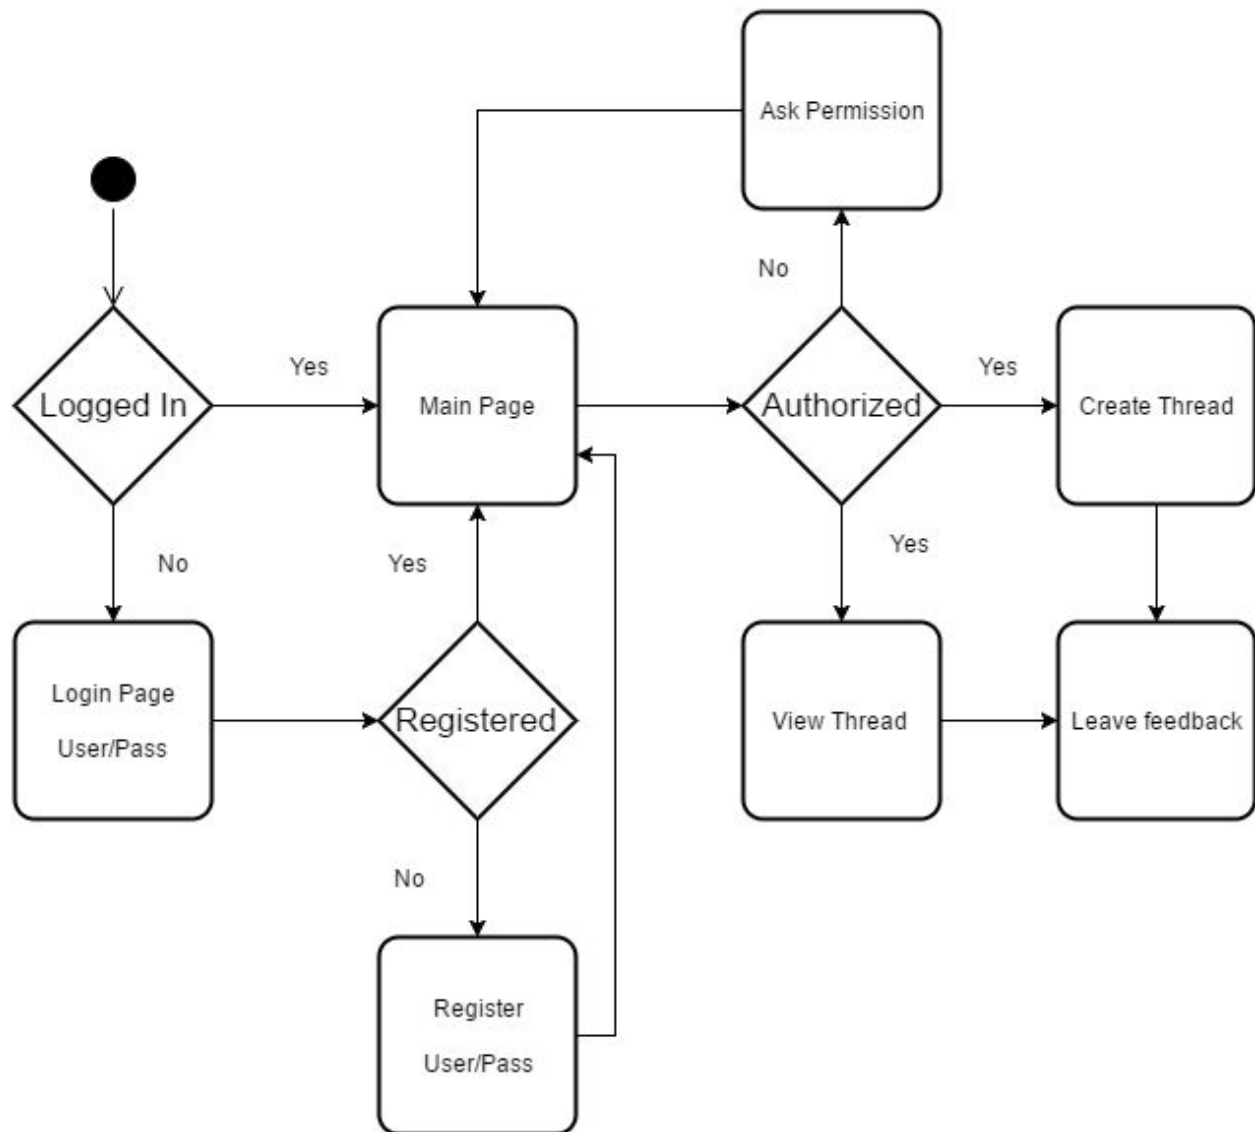 Ask Permission
No
Logged In
Yes
Main Page
Authorized
Yes
Create Thread
No
Yes
Yes
Login Page
User/Pass
Registered
View Thread
Leave feedback
No
Register
User/Pass